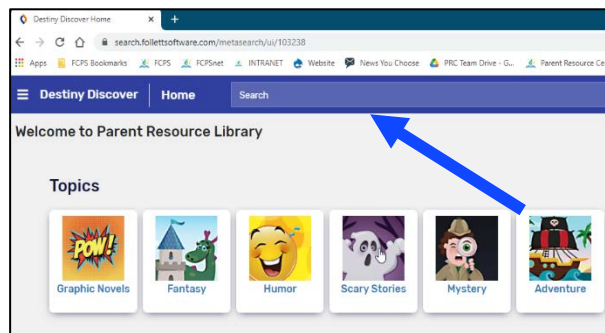 Destiny Discover Home
search.follettsoftware.com/metasearch/ui/103238
Apps FCPS Bookmarks FCPS FCPSnet INTRANET Website News You Choose PRC Team Drive - G... Parent Resource Ce
Destiny Discover Home Search
Welcome to Parent Resource Library
Topics
POW!
Graphic Novels Fantasy Humor Scary Stories Mystery Adventure